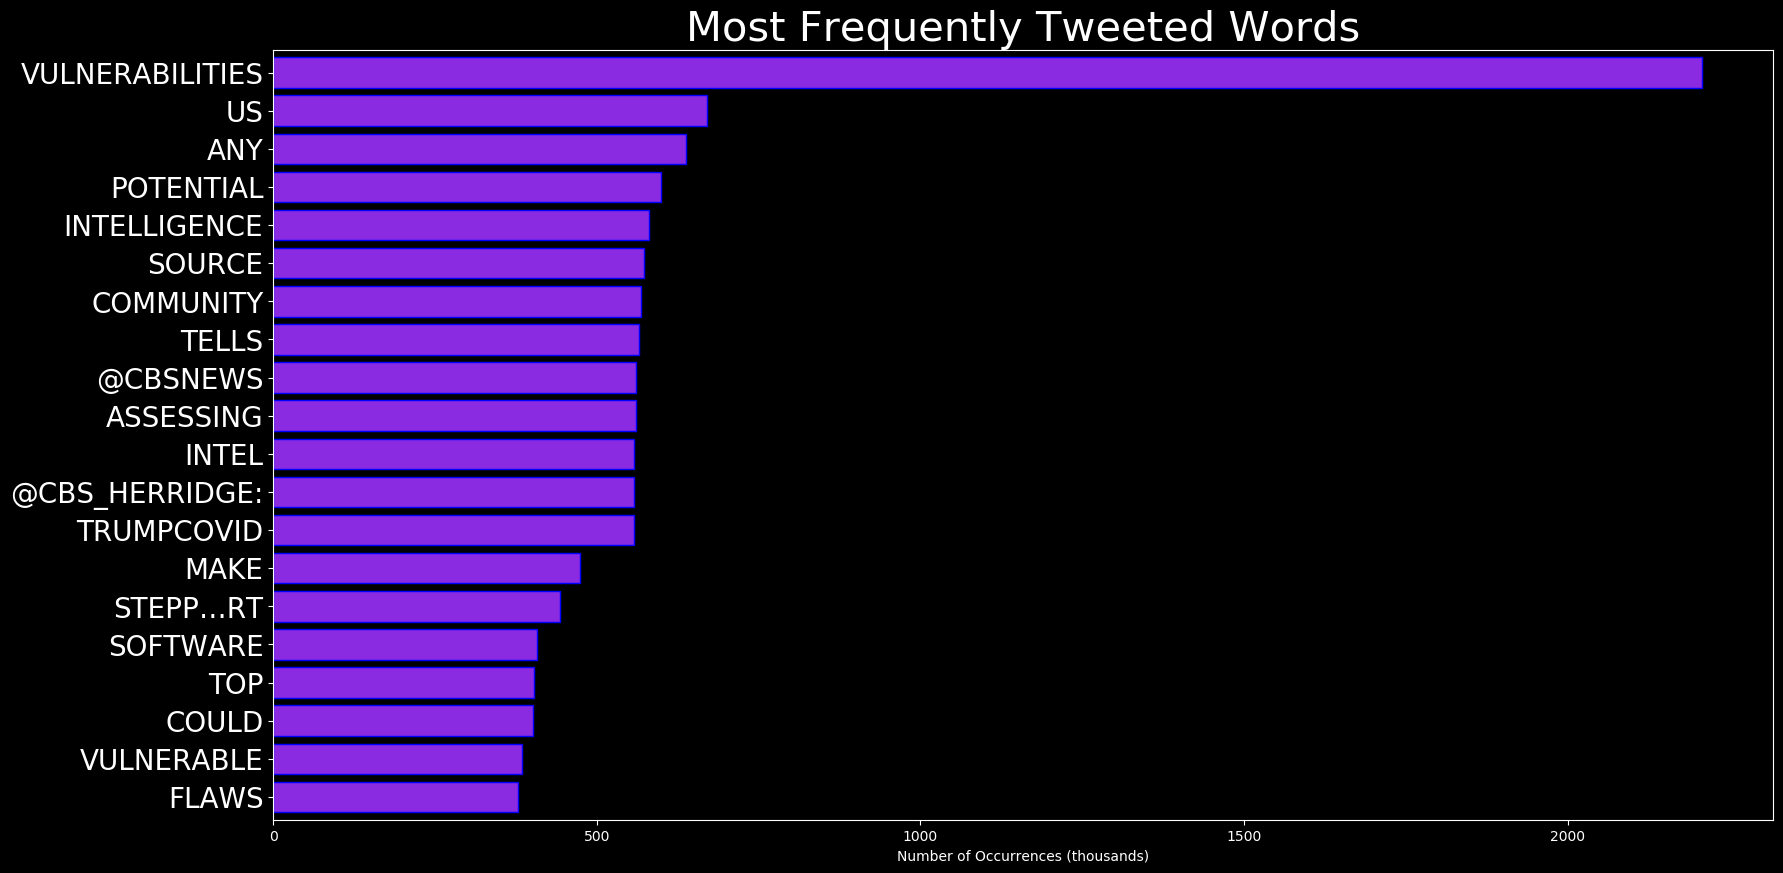 Most Frequently Tweeted Words
VULNERABILITIES
US
ANY
POTENTIAL
INTELLIGENCE
SOURCE
COMMUNITY
TELLS
@CBSNEWS
ASSESSING
INTEL
@CBS_HERRIDGE:
TRUMPCOVID
MAKE
STEPP…RT
SOFTWARE
TOP
COULD
VULNERABLE
FLAWS
0 500 1000 1500 2000
Number of Occurrences (thousands)